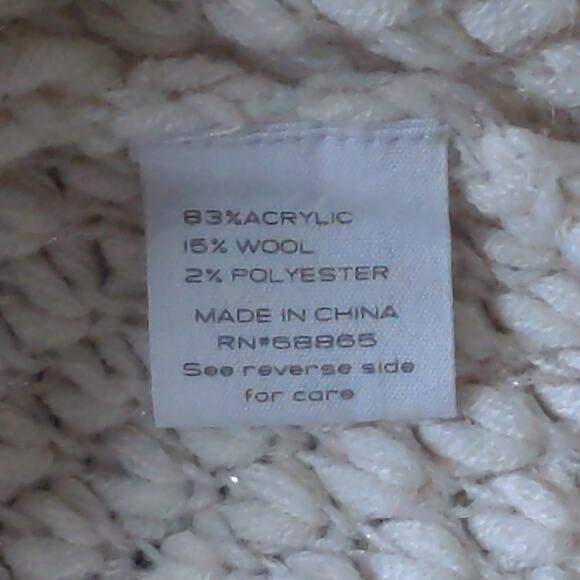 83%ACRYLIC
15% WOOL
2% POLYESTER
MADE IN CHINA
RN#68865
See reverse side
for care